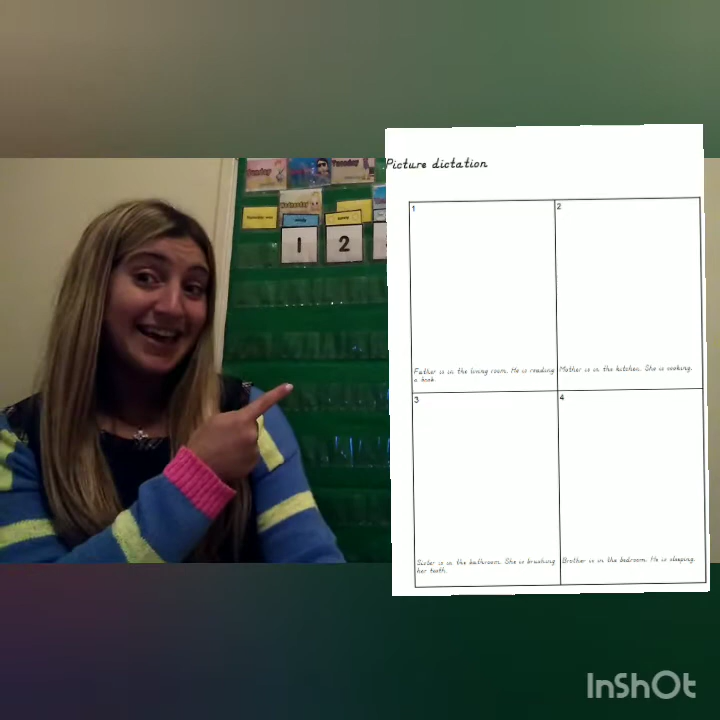 Sunday
Tuesday
Wednesday
1 2
Picture dictation
1
2
Father is in the living room. He is reading
a book.
Mother is in the kitchen. She is cooking.
3
4
Sister is in the bathroom. She is brushing
her teeth.
Brother is in the bedroom. He is sleeping.
InShOt